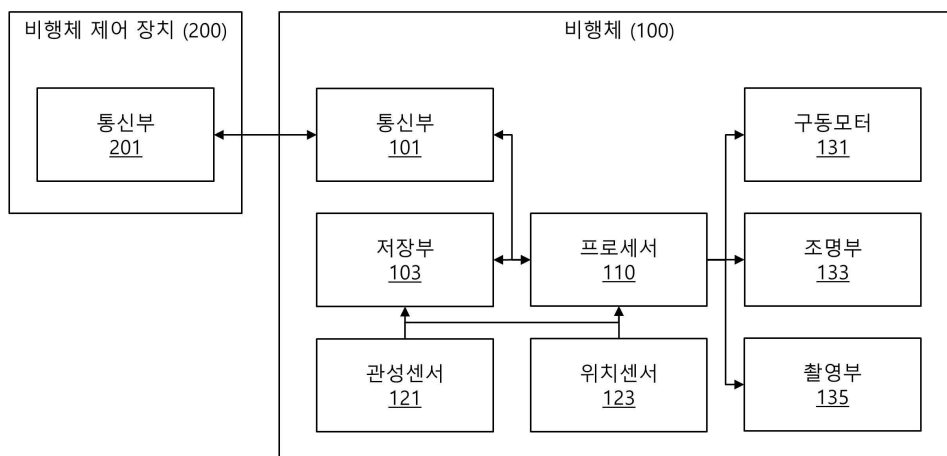 비행체 제어 장치 (200)
통신부
201
비행체 (100)
통신부
101
구동모터
131
저장부
103
프로세서
110
조명부
133
관성센서
121
위치센서
123
촬영부
135